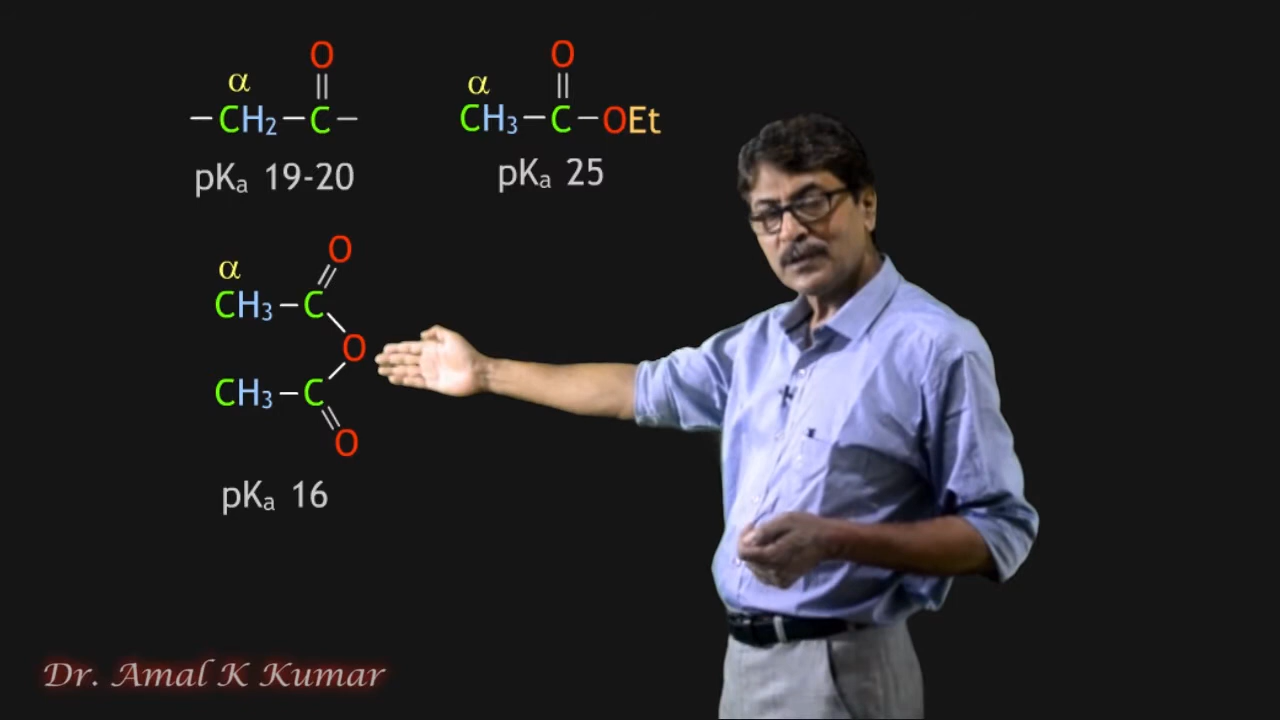 O
α
–CH₂–C–
pKₐ 19-20
O
α
CH₃–C–OEt
pKₐ 25
O
α
CH₃–C
O
CH₃–C
O
pKₐ 16
Dr. Amal K Kumar